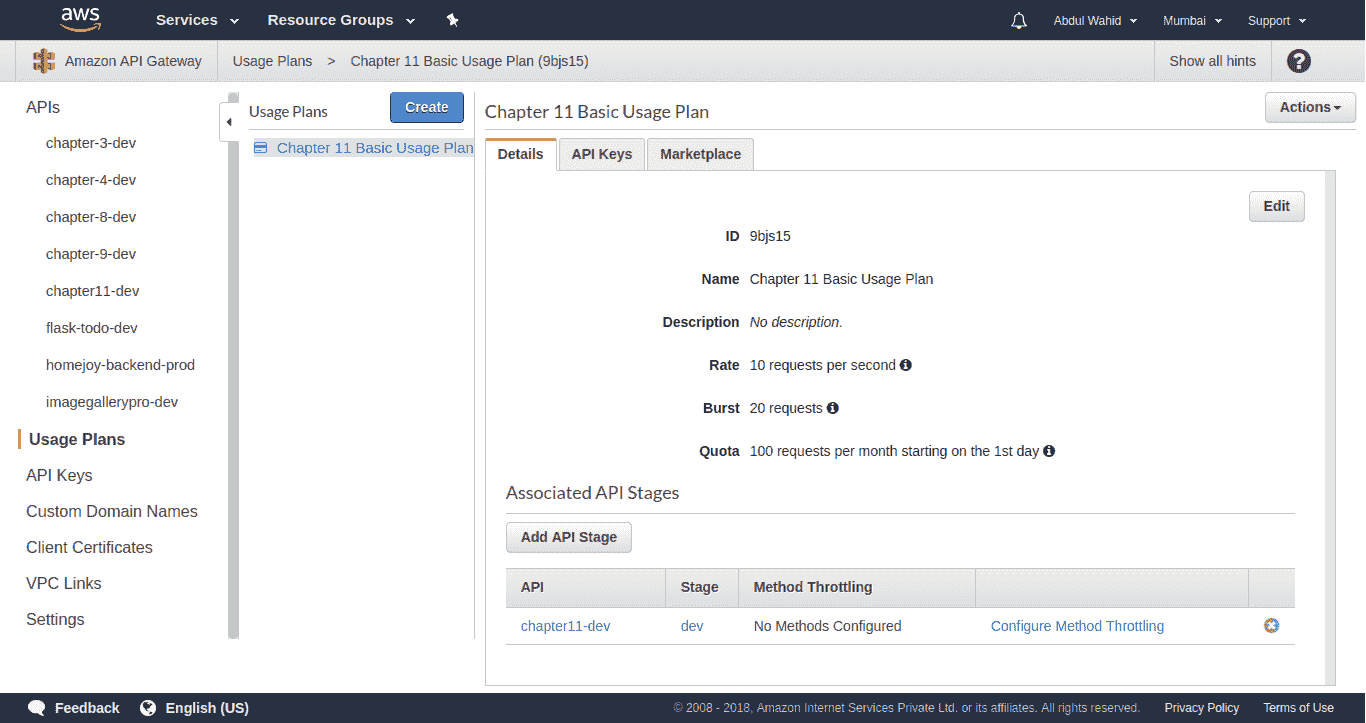 aws Services Resource Groups Abdul Wahid Mumbai Support
Amazon API Gateway Usage Plans > Chapter 11 Basic Usage Plan (9bjs15) Show all hints ?
APIs
chapter-3-dev
chapter-4-dev
chapter-8-dev
chapter-9-dev
chapter11-dev
flask-todo-dev
homejoy-backend-prod
imagegallerypro-dev
Usage Plans
API Keys
Custom Domain Names
Client Certificates
VPC Links
Settings
Usage Plans Create
Chapter 11 Basic Usage Plan
Chapter 11 Basic Usage Plan Actions
Details API Keys Marketplace
Edit
ID 9bjs15
Name Chapter 11 Basic Usage Plan
Description No description.
Rate 10 requests per second
Burst 20 requests
Quota 100 requests per month starting on the 1st day
Associated API Stages
Add API Stage
API Stage Method Throttling
chapter11-dev dev No Methods Configured Configure Method Throttling
Feedback English (US) © 2008 - 2018, Amazon Internet Services Private Ltd. or its affiliates. All rights reserved. Privacy Policy Terms of Use